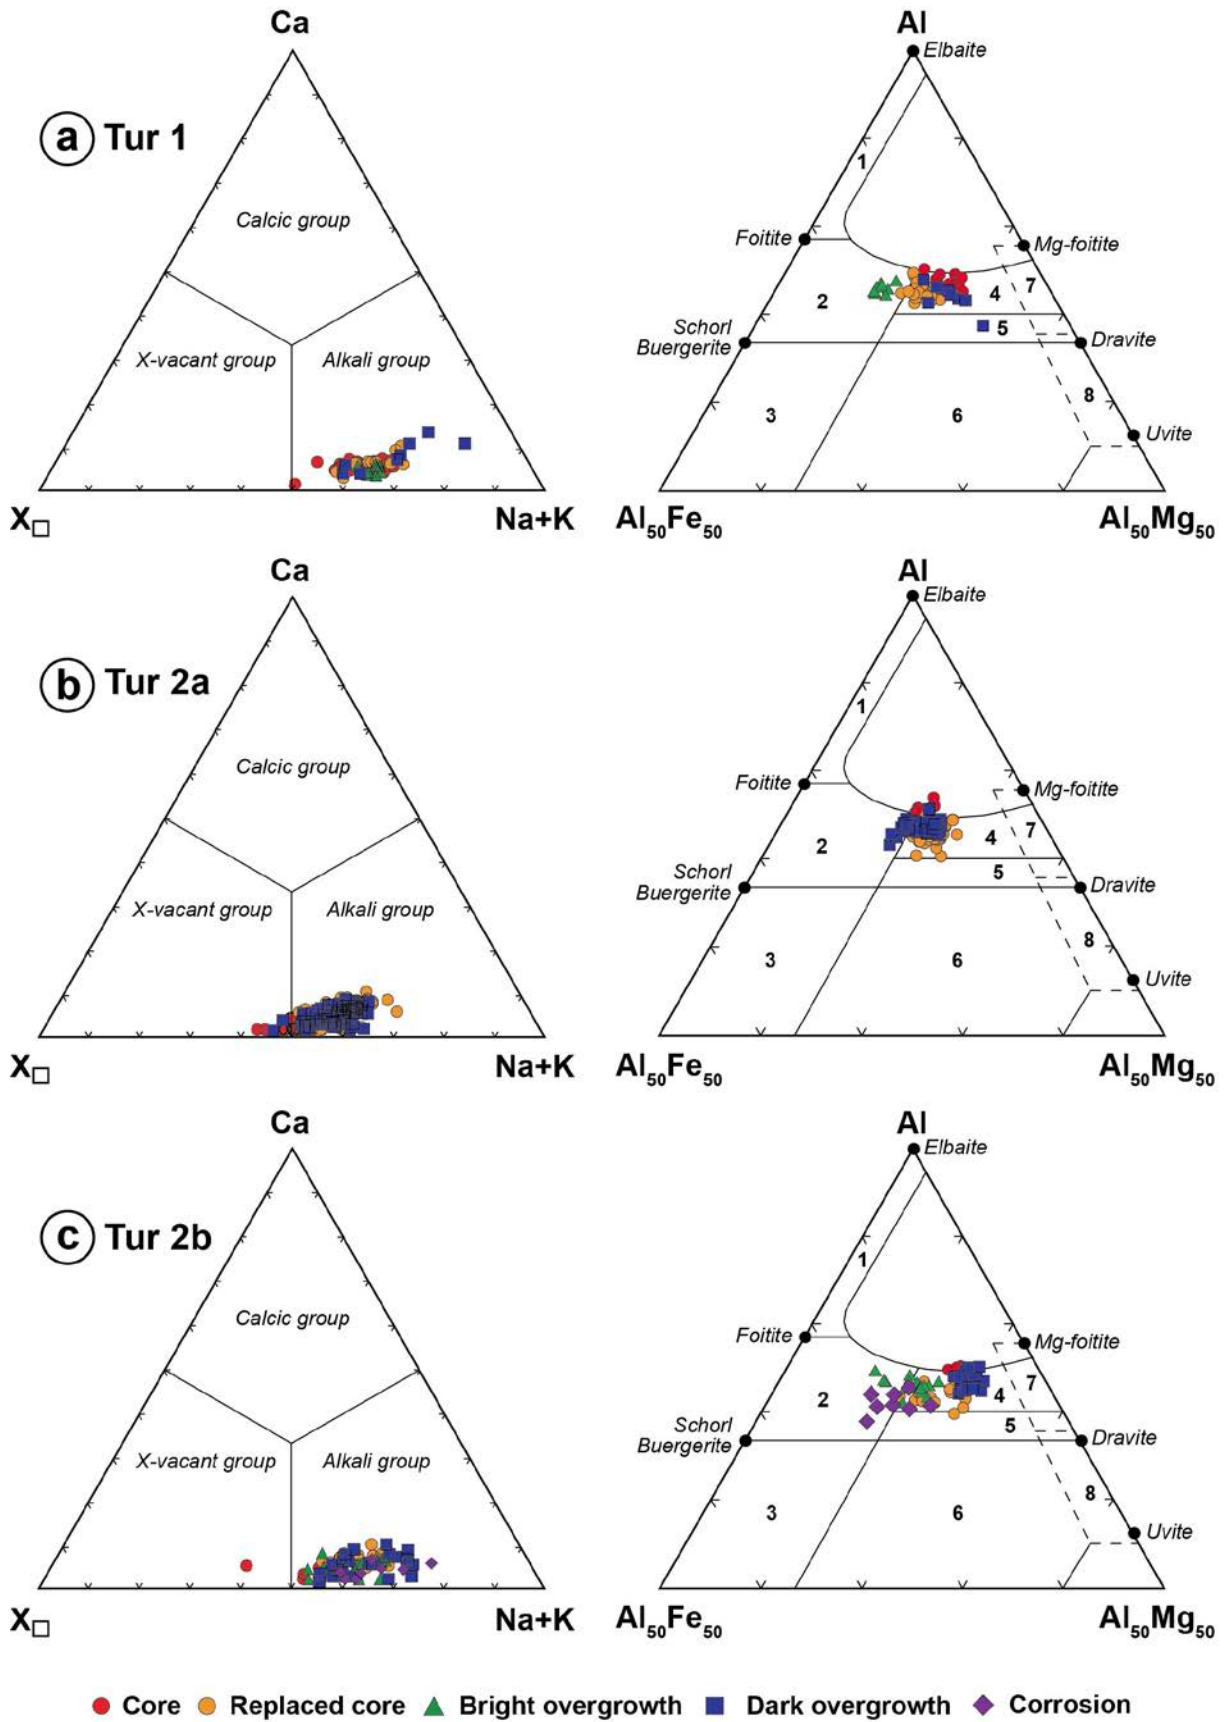 Ca
Al
Elbaite
a Tur 1
1
Calcic group
Foitite
Mg-foitite
2
4
7
Schorl
Buergerite
5
Dravite
X-vacant group
Alkali group
3
6
8
Uvite
X□
Na+K
Al50Fe50
Al50Mg50
Ca
Al
Elbaite
b Tur 2a
1
Calcic group
Foitite
Mg-foitite
2
4
7
Schorl
Buergerite
5
Dravite
X-vacant group
Alkali group
3
6
8
Uvite
X□
Na+K
Al50Fe50
Al50Mg50
Ca
Al
Elbaite
c Tur 2b
1
Calcic group
Foitite
Mg-foitite
2
4
7
Schorl
Buergerite
5
Dravite
X-vacant group
Alkali group
3
6
8
Uvite
X□
Na+K
Al50Fe50
Al50Mg50
Core Replaced core Bright overgrowth Dark overgrowth Corrosion